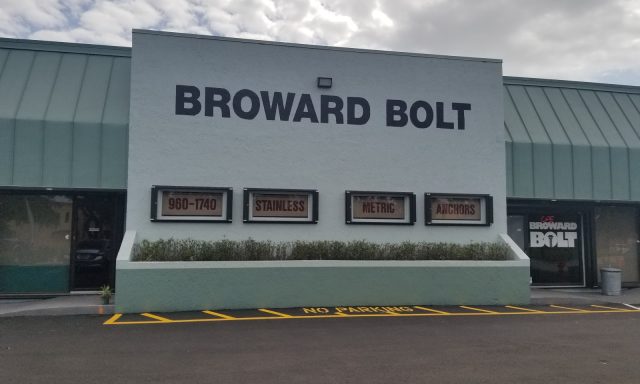 BROWARD BOLT
960-1740 STAINLESS METRIC ANCHORS
BROWARD
BOLT
NO PARKING